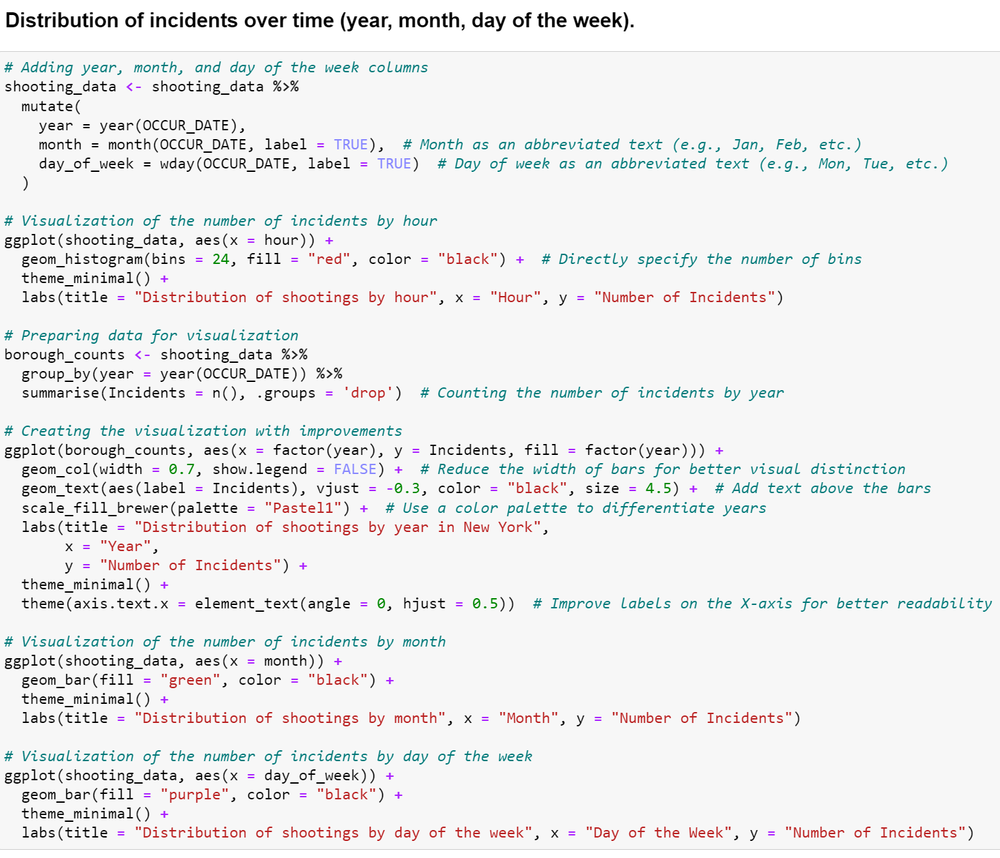 Distribution of incidents over time (year, month, day of the week).
# Adding year, month, and day of the week columns
shooting_data <- shooting_data %>%
  mutate(
    year = year(OCCUR_DATE),
    month = month(OCCUR_DATE, label = TRUE),  # Month as an abbreviated text (e.g., Jan, Feb, etc.)
    day_of_week = wday(OCCUR_DATE, label = TRUE)  # Day of week as an abbreviated text (e.g., Mon, Tue, etc.)
  )

# Visualization of the number of incidents by hour
ggplot(shooting_data, aes(x = hour)) +
  geom_histogram(bins = 24, fill = "red", color = "black") +  # Directly specify the number of bins
  theme_minimal() +
  labs(title = "Distribution of shootings by hour", x = "Hour", y = "Number of Incidents")

# Preparing data for visualization
borough_counts <- shooting_data %>%
  group_by(year = year(OCCUR_DATE)) %>%
  summarise(Incidents = n(), .groups = 'drop')  # Counting the number of incidents by year

# Creating the visualization with improvements
ggplot(borough_counts, aes(x = factor(year), y = Incidents, fill = factor(year))) +
  geom_col(width = 0.7, show.legend = FALSE) +  # Reduce the width of bars for better visual distinction
  geom_text(aes(label = Incidents), vjust = -0.3, color = "black", size = 4.5) +  # Add text above the bars
  scale_fill_brewer(palette = "Pastel1") +  # Use a color palette to differentiate years
  labs(title = "Distribution of shootings by year in New York",
       x = "Year",
       y = "Number of Incidents") +
  theme_minimal() +
  theme(axis.text.x = element_text(angle = 0, hjust = 0.5))  # Improve labels on the X-axis for better readability

# Visualization of the number of incidents by month
ggplot(shooting_data, aes(x = month)) +
  geom_bar(fill = "green", color = "black") +
  theme_minimal() +
  labs(title = "Distribution of shootings by month", x = "Month", y = "Number of Incidents")

# Visualization of the number of incidents by day of the week
ggplot(shooting_data, aes(x = day_of_week)) +
  geom_bar(fill = "purple", color = "black") +
  theme_minimal() +
  labs(title = "Distribution of shootings by day of the week", x = "Day of the Week", y = "Number of Incidents")